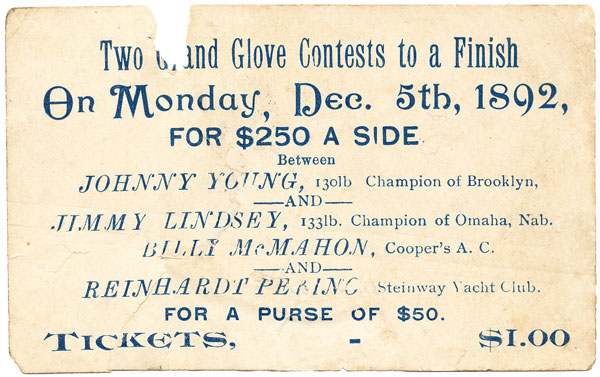 Two Grand Glove Contests to a Finish
On Monday, Dec. 5th, 1892,
FOR $250 A SIDE
Between
JOHNNY YOUNG, 130lb Champion of Brooklyn,
—AND—
JIMMY LINDSEY, 133lb. Champion of Omaha, Nab.
BILLY McMAHON, Cooper's A. C.
—AND—
REINHARDT Steinway Yacht Club.
FOR A PURSE OF $50.
TICKETS, - $1.00